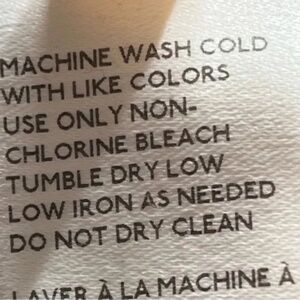 MACHINE WASH COLD
WITH LIKE COLORS
USE ONLY NON-
CHLORINE BLEACH
TUMBLE DRY LOW
LOW IRON AS NEEDED
DO NOT DRY CLEAN
LAVER À LA MACHINE À